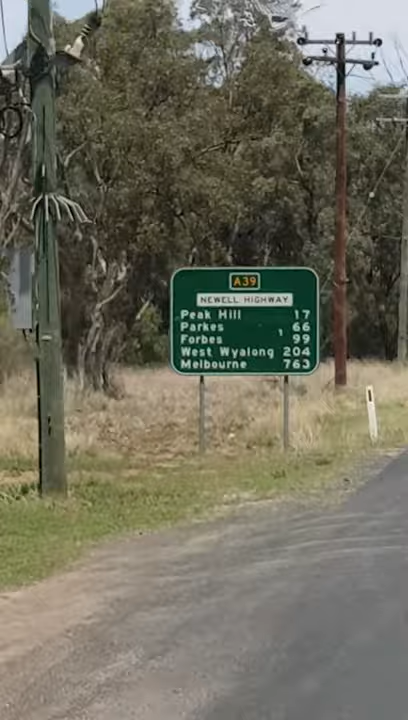 A39
NEWELL HIGHWAY
Peak Hill 17
Parkes 66
Forbes 99
West Wyalong 204
Melbourne 763